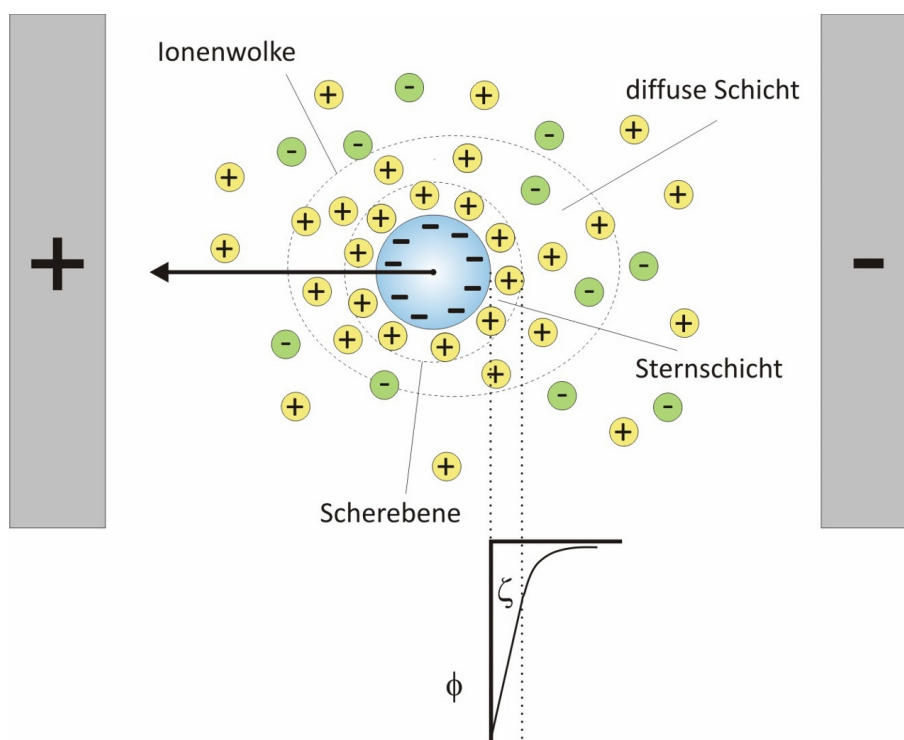 Ionenwolke
diffuse Schicht
+
-
Sternschicht
Scherebene
ζ
ϕ